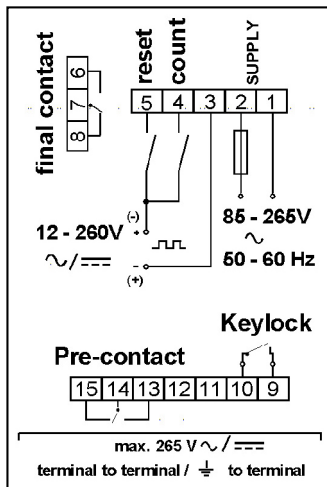 final contact
6
7
8
reset
count
SUPPLY
5 4 3 2 1
(-)
+
12 - 260V
-
(+)
85 - 265V
~
50 - 60 Hz
Keylock
Pre-contact
15 14 13 12 11 10 9
max. 265 V ~ /
terminal to terminal / ⏚ to terminal